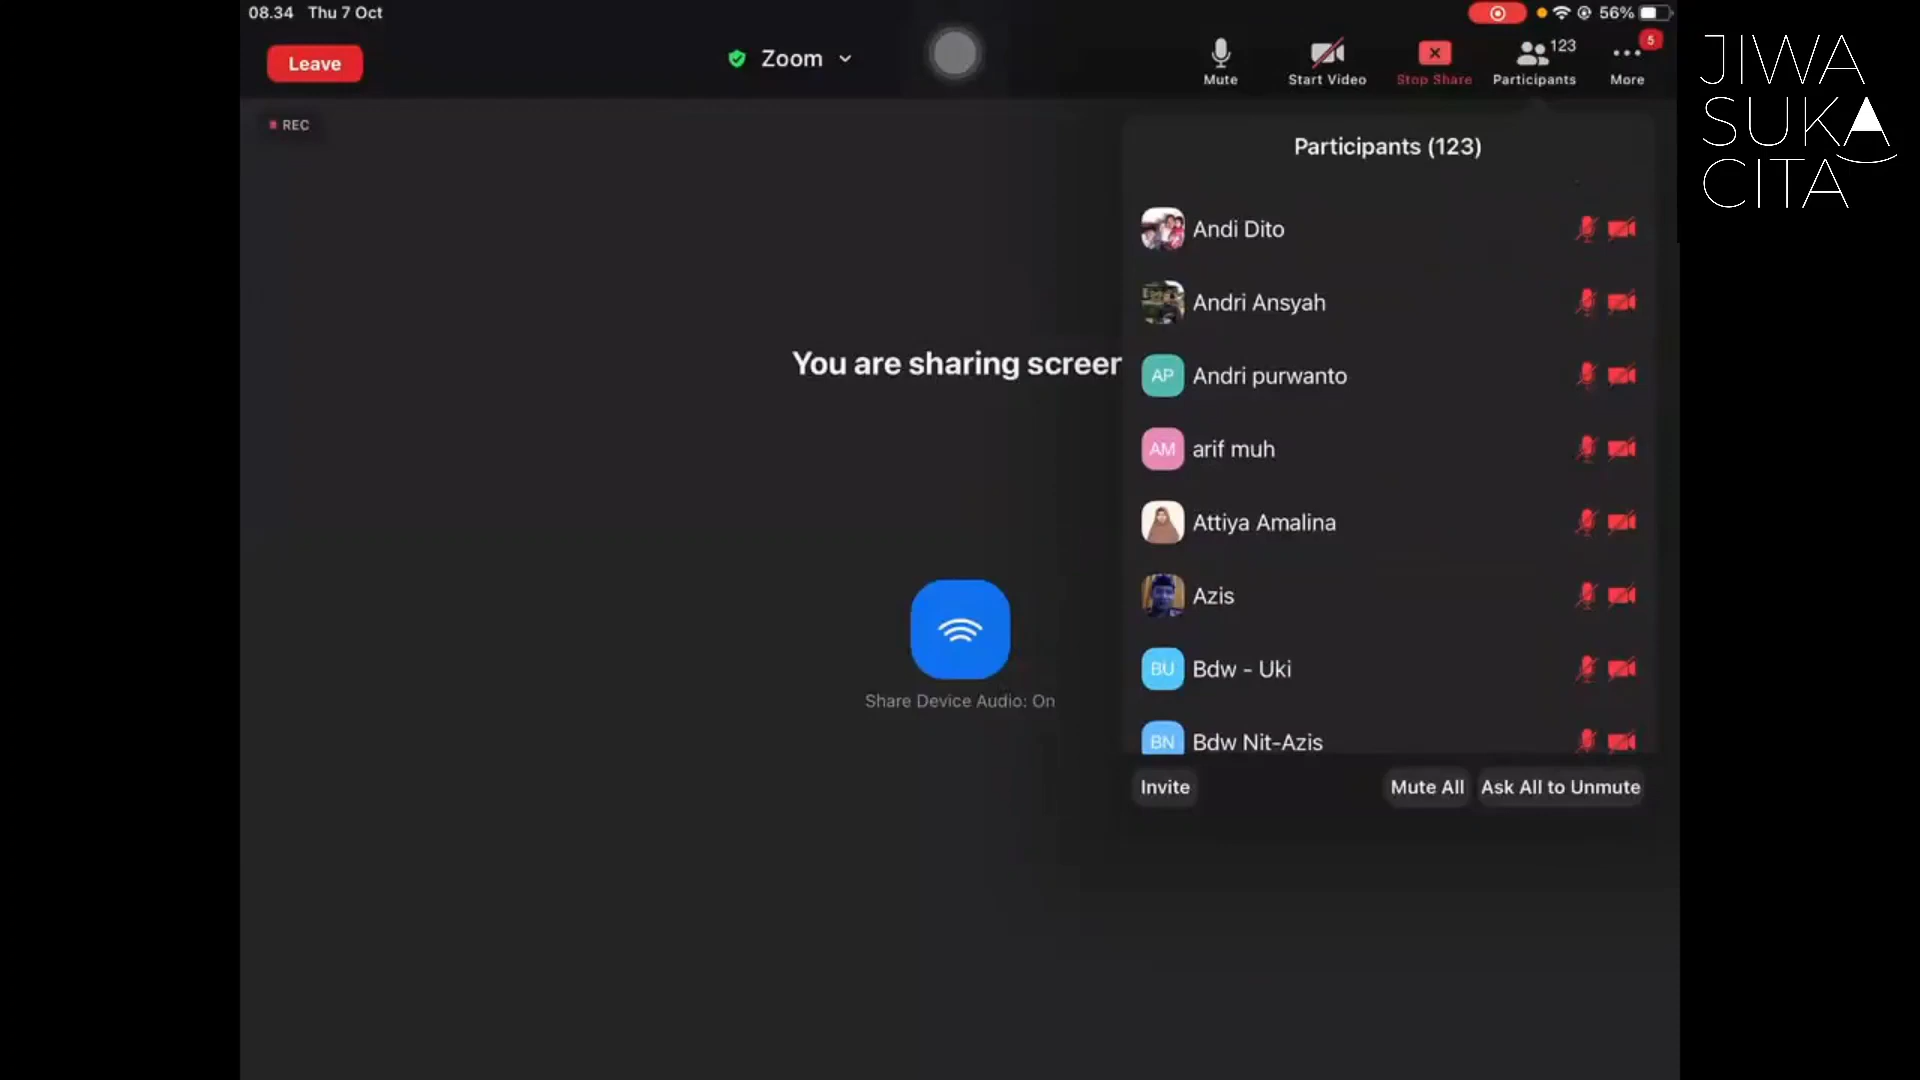 08.34 Thu 7 Oct
56%
Leave
Zoom
Mute
Start Video
Stop Share
123
Participants
5
More
JIWA
SUKA
CITA
REC
Participants (123)
Andi Dito
Andri Ansyah
You are sharing screen
AP Andri purwanto
AM arif muh
Attiya Amalina
Azis
BU Bdw - Uki
Share Device Audio: On
BN Bdw Nit-Azis
Invite
Mute All
Ask All to Unmute